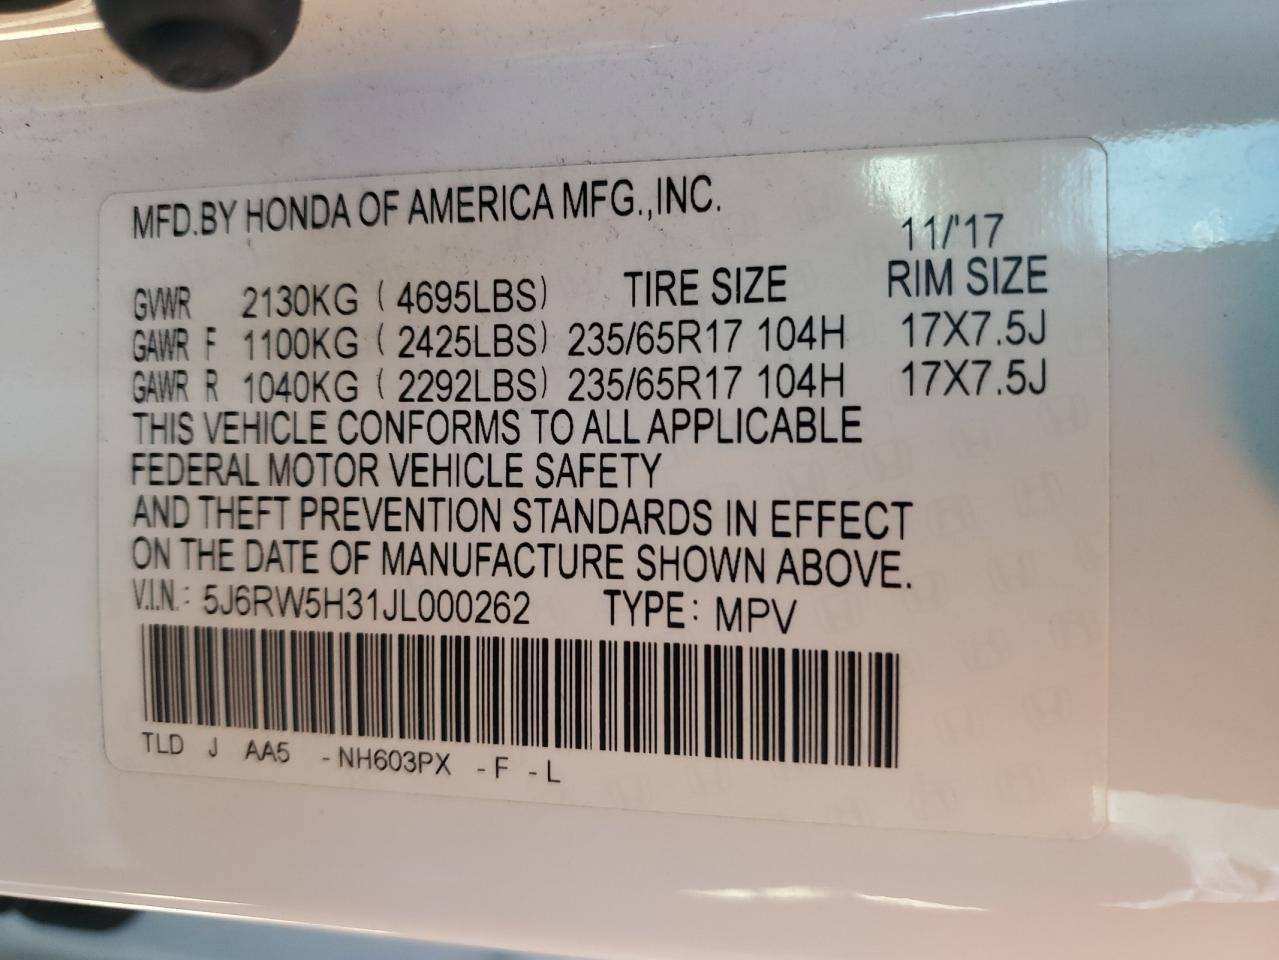 MFD.BY HONDA OF AMERICA MFG.,INC.
11/'17
GVWR 2130KG ( 4695LBS) TIRE SIZE RIM SIZE
GAWR F 1100KG ( 2425LBS) 235/65R17 104H 17X7.5J
GAWR R 1040KG ( 2292LBS) 235/65R17 104H 17X7.5J
THIS VEHICLE CONFORMS TO ALL APPLICABLE
FEDERAL MOTOR VEHICLE SAFETY
AND THEFT PREVENTION STANDARDS IN EFFECT
ON THE DATE OF MANUFACTURE SHOWN ABOVE.
V.I.N.: 5J6RW5H31JL000262 TYPE: MPV
TLD J AA5 -NH603PX -F -L